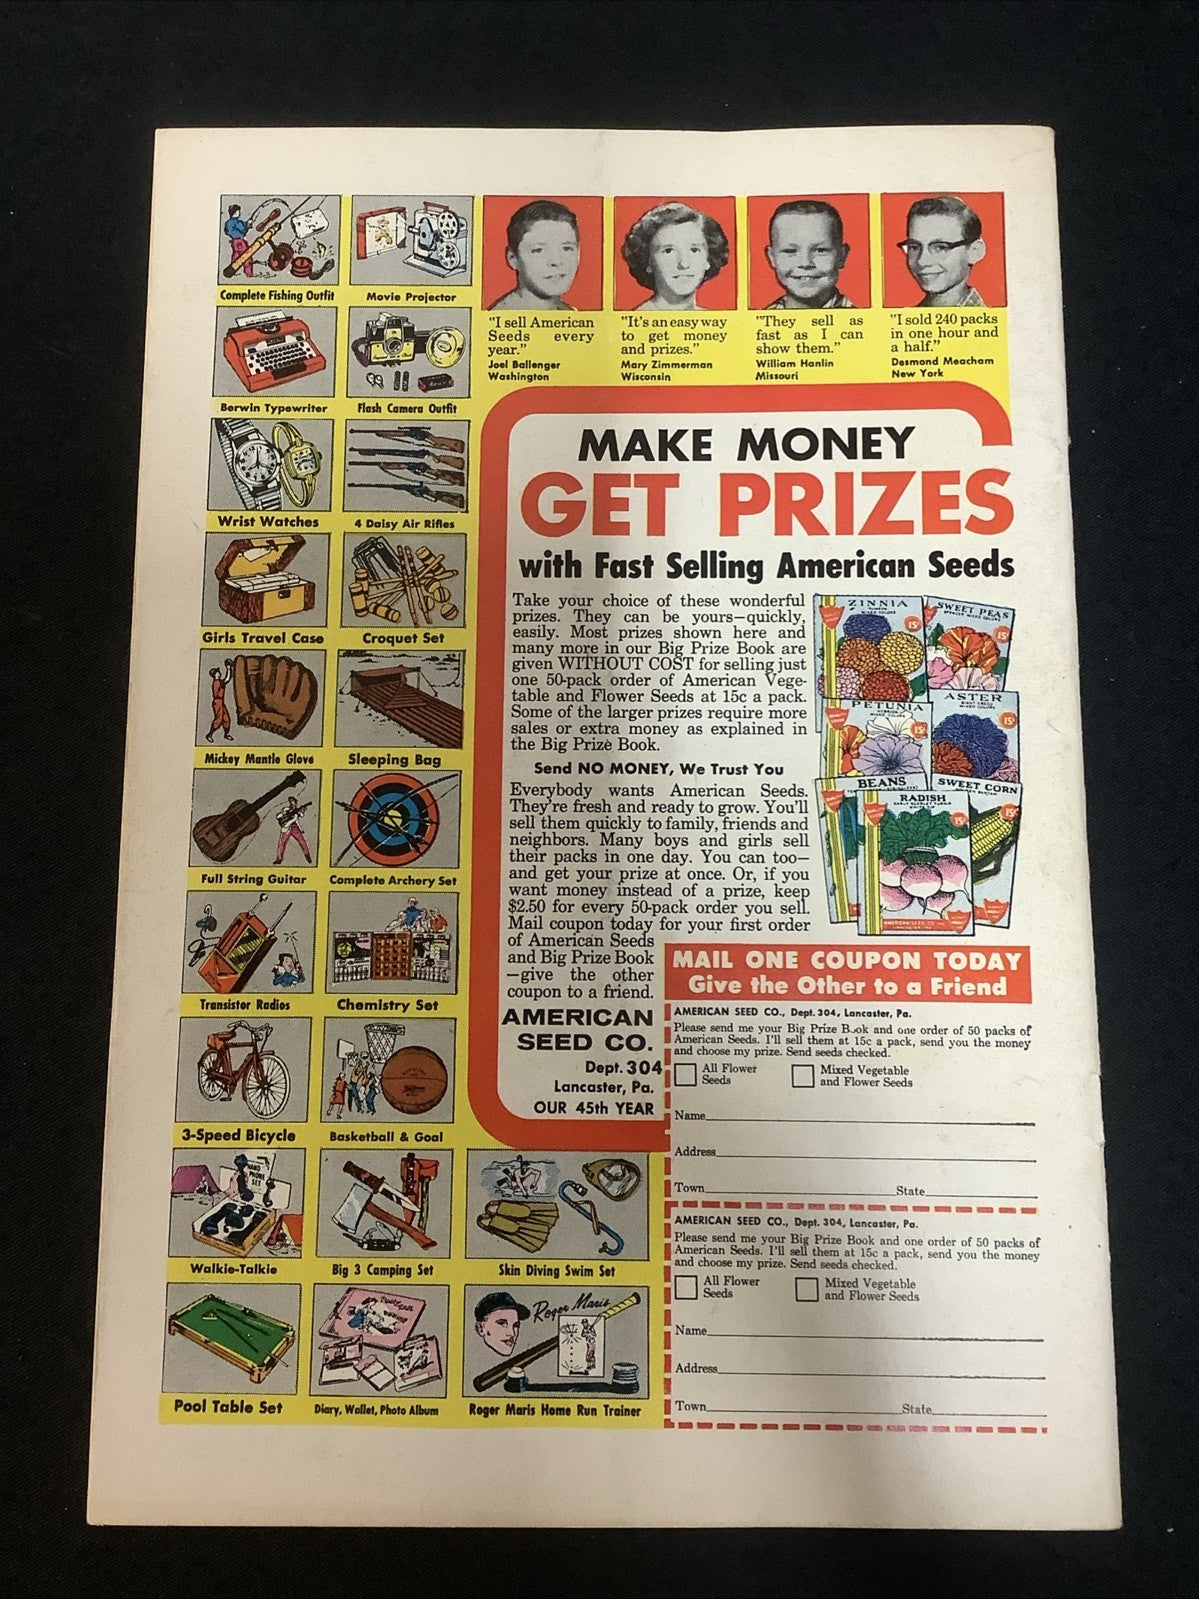 Complete Fishing Outfit
Movie Projector
Berwin Typewriter
Flash Camera Outfit
Wrist Watches
4 Daisy Air Rifles
Girls Travel Case
Croquet Set
Mickey Mantle Glove
Sleeping Bag
Full String Guitar
Complete Archery Set
Transistor Radios
Chemistry Set
3-Speed Bicycle
Basketball & Goal
HAND
PHONE
SET
Walkie-Talkie
Big 3 Camping Set
Skin Diving Swim Set
Pool Table Set
Diary, Wallet, Photo Album
Roger Maris
Roger Maris Home Run Trainer
"I sell American
Seeds every
year."
Joel Ballenger
Washington
"It's an easy way
to get money
and prizes."
Mary Zimmerman
Wisconsin
"They sell as
fast as I can
show them."
William Hanlin
Missouri
"I sold 240 packs
in one hour and
a half."
Desmond Meacham
New York
MAKE MONEY
GET PRIZES
with Fast Selling American Seeds
Take your choice of these wonderful
prizes. They can be yours—quickly,
easily. Most prizes shown here and
many more in our Big Prize Book are
given WITHOUT COST for selling just
one 50-pack order of American Vege-
table and Flower Seeds at 15c a pack.
Some of the larger prizes require more
sales or extra money as explained in
the Big Prize Book.
Send NO MONEY, We Trust You
Everybody wants American Seeds.
They're fresh and ready to grow. You'll
sell them quickly to family, friends and
neighbors. Many boys and girls sell
their packs in one day. You can too—
and get your prize at once. Or, if you
want money instead of a prize, keep
$2.50 for every 50-pack order you sell.
Mail coupon today for your first order
of American Seeds
and Big Prize Book
—give the other
coupon to a friend.
AMERICAN
SEED CO.
Dept. 304
Lancaster, Pa.
OUR 45th YEAR
ZINNIA
MIXED COLORS
15¢
SWEET PEAS
MIXED COLORS
15¢
PETUNIA
MIXED COLORS
15¢
ASTER
MIXED COLORS
15¢
BEANS
SWEET CORN
15¢
RADISH
15¢
AMERICAN SEED CO.
MAIL ONE COUPON TODAY
Give the Other to a Friend
AMERICAN SEED CO., Dept. 304, Lancaster, Pa.
Please send me your Big Prize Book and one order of 50 packs of
American Seeds. I'll sell them at 15c a pack, send you the money
and choose my prize. Send seeds checked.
All Flower
Seeds
Mixed Vegetable
and Flower Seeds
Name
Address
Town State
AMERICAN SEED CO., Dept. 304, Lancaster, Pa.
Please send me your Big Prize Book and one order of 50 packs of
American Seeds. I'll sell them at 15c a pack, send you the money
and choose my prize. Send seeds checked.
All Flower
Seeds
Mixed Vegetable
and Flower Seeds
Name
Address
Town State